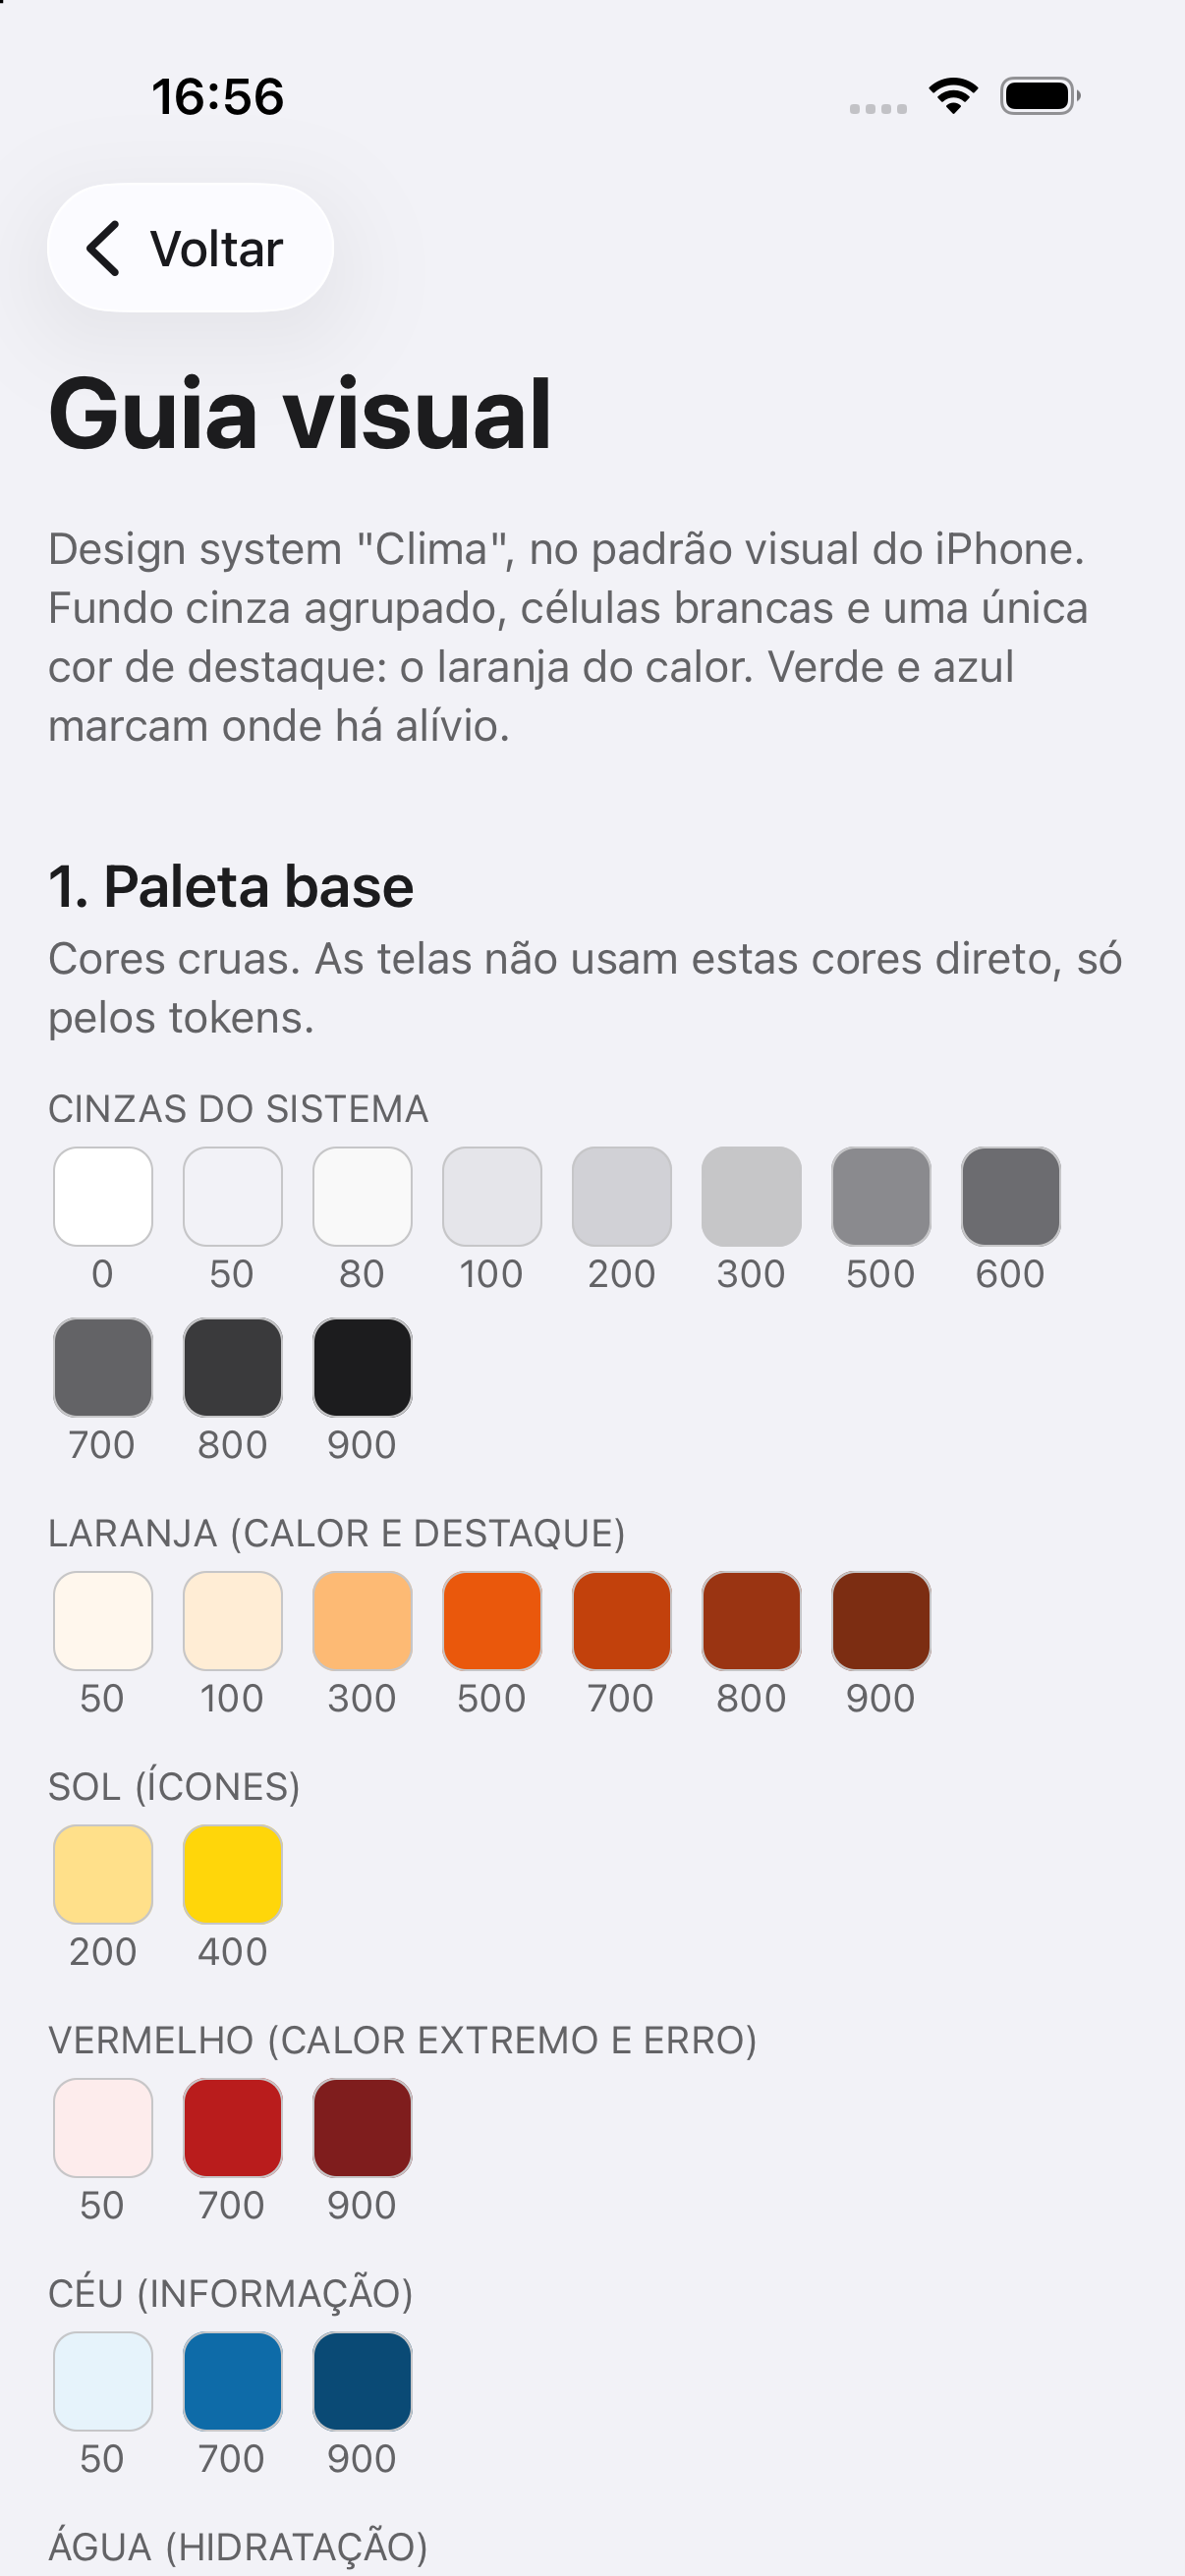 16:56
Voltar
Guia visual
Design system "Clima", no padrão visual do iPhone.
Fundo cinza agrupado, células brancas e uma única
cor de destaque: o laranja do calor. Verde e azul
marcam onde há alívio.
1. Paleta base
Cores cruas. As telas não usam estas cores direto, só
pelos tokens.
CINZAS DO SISTEMA
0 50 80 100 200 300 500 600
700 800 900
LARANJA (CALOR E DESTAQUE)
50 100 300 500 700 800 900
SOL (ÍCONES)
200 400
VERMELHO (CALOR EXTREMO E ERRO)
50 700 900
CÉU (INFORMAÇÃO)
50 700 900
ÁGUA (HIDRATAÇÃO)